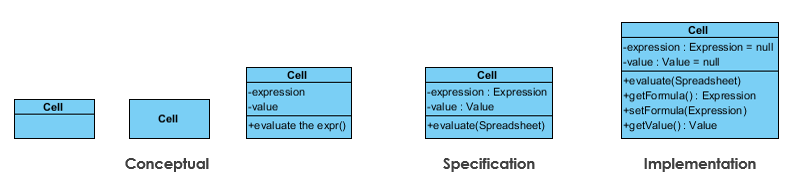 Cell
Cell
Cell
-expression
-value
+evaluate the expr()
Conceptual
Cell
-expression : Expression
-value : Value
+evaluate(Spreadsheet)
Specification
Cell
-expression : Expression = null
-value : Value = null
+evaluate(Spreadsheet)
+getFormula() : Expression
+setFormula(Expression)
+getValue() : Value
Implementation